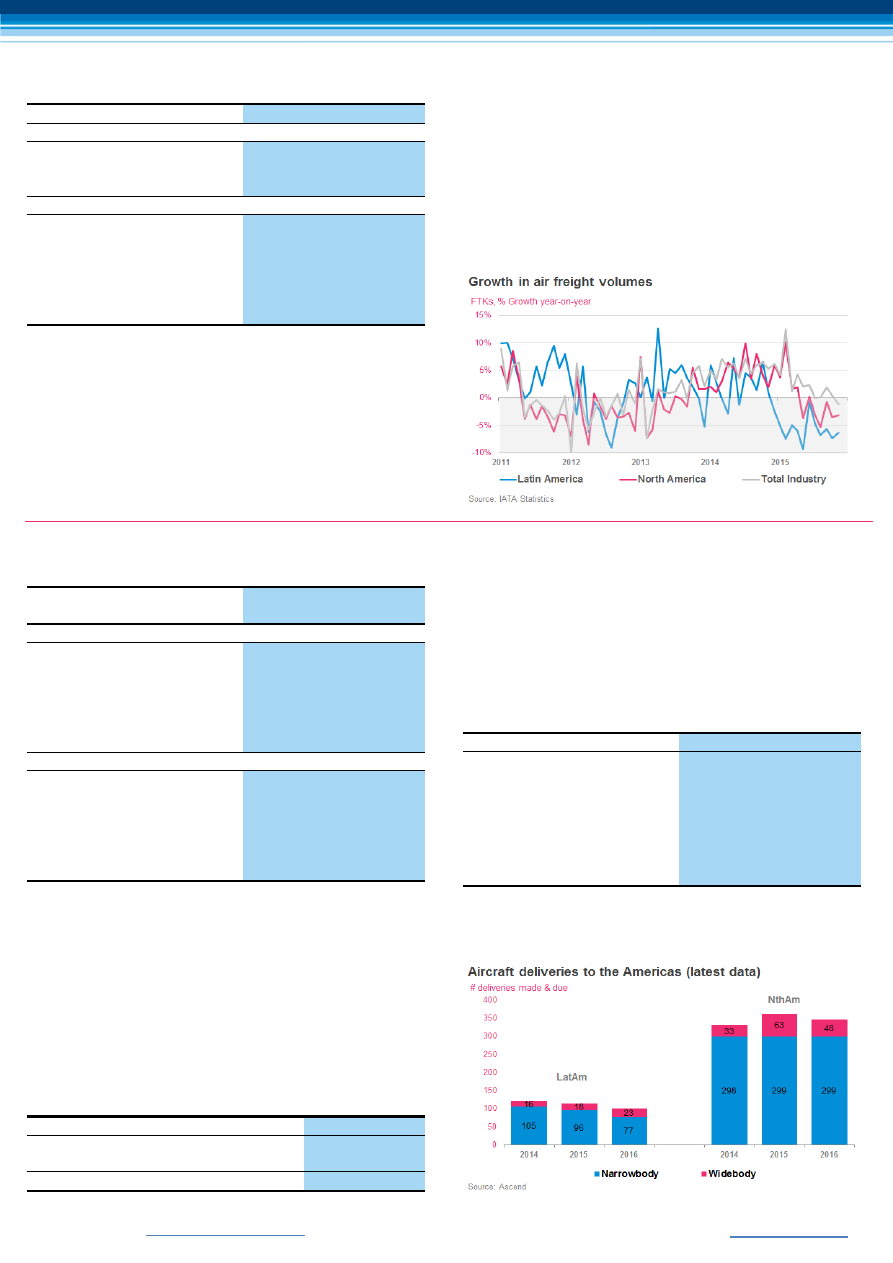 Growth in air freight volumes
FTKs, % Growth year-on-year
15%
10%
5%
0%
-5%
-10%
2011 2012 2013 2014 2015
Latin America North America Total Industry
Source: IATA Statistics
Aircraft deliveries to the Americas (latest data)
# deliveries made & due
400
350
300
250
200
150
100
50
0
LatAm
NthAm
16 18 23 33 63 48
105 96 77 298 299 299
2014 2015 2016 2014 2015 2016
Narrowbody Widebody
Source: Ascend